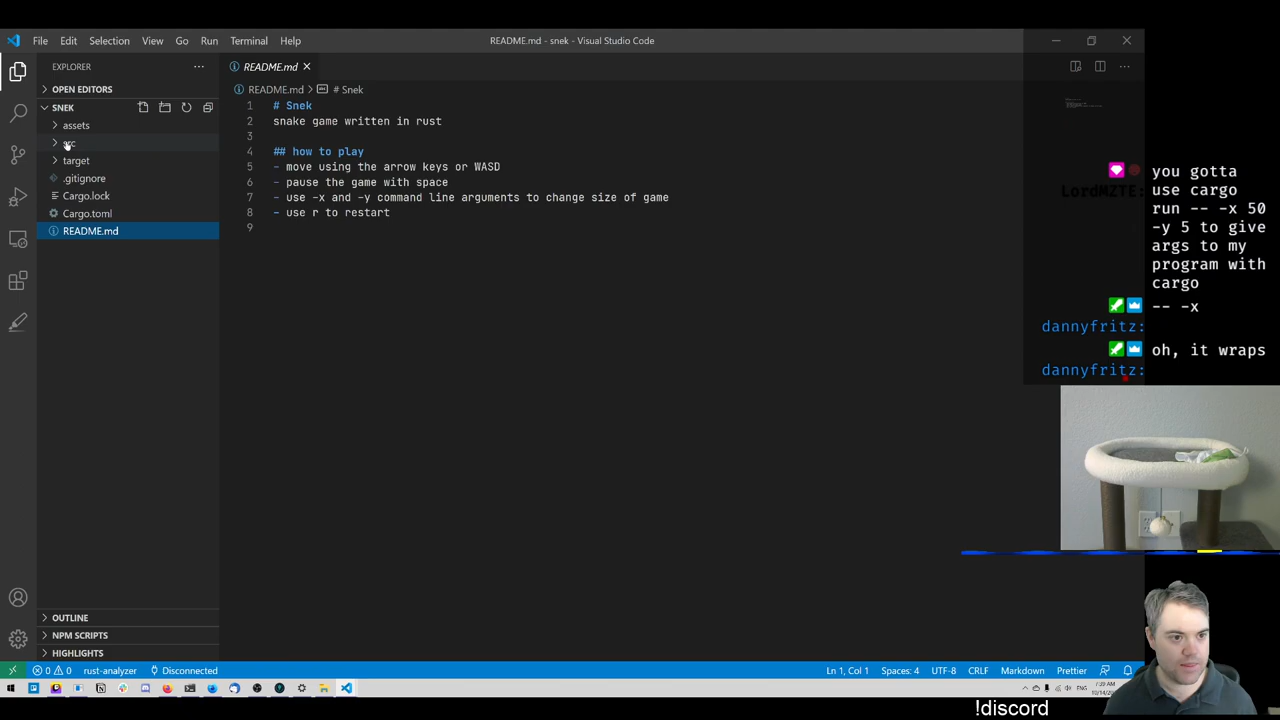 File Edit Selection View Go Run Terminal Help
README.md - snek - Visual Studio Code
EXPLORER
OPEN EDITORS
SNEK
assets
src
target
.gitignore
Cargo.lock
Cargo.toml
README.md
OUTLINE
NPM SCRIPTS
HIGHLIGHTS
README.md
README.md > # Snek
1 # Snek
2 snake game written in rust
3
4 ## how to play
5 - move using the arrow keys or WASD
6 - pause the game with space
7 - use -x and -y command line arguments to change size of game
8 - use r to restart
9
LordMZTE:
you gotta
use cargo
run -- -x 50
-y 5 to give
args to my
program with
cargo
-- -x
dannyfritz:
oh, it wraps
dannyfritz:
0 0 rust-analyzer Disconnected
Ln 1, Col 1 Spaces: 4 UTF-8 CRLF Markdown Prettier
ENG
7:39 AM
!discord